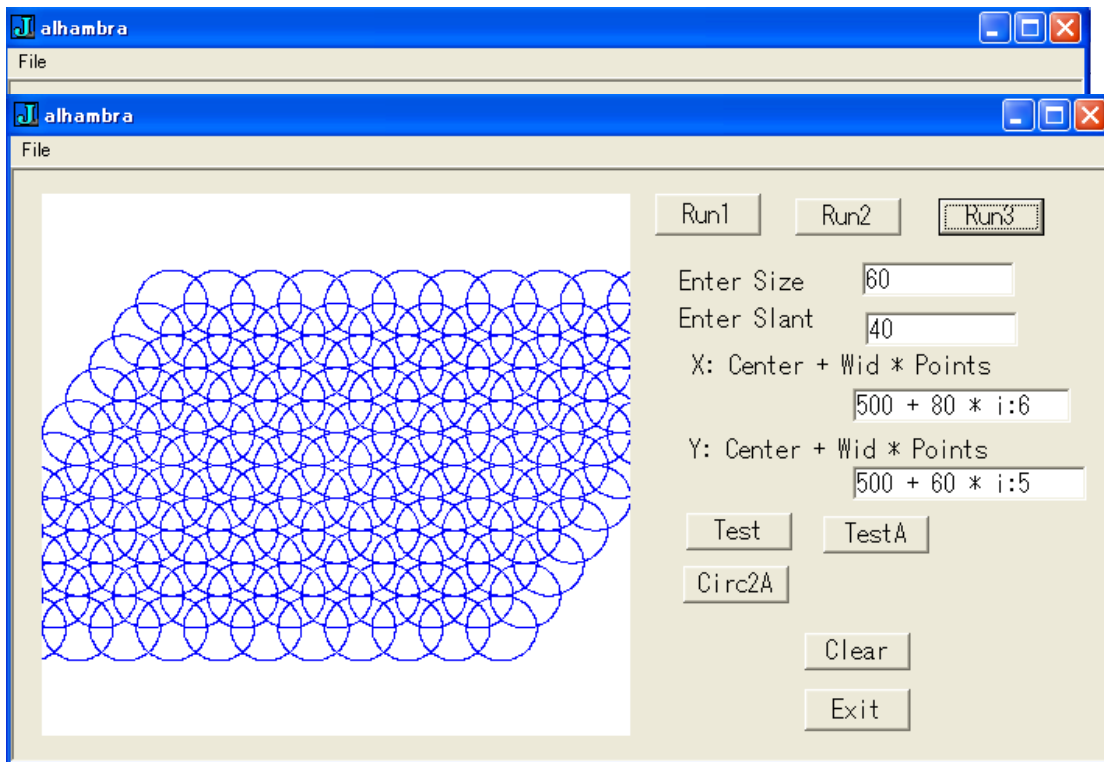 alhambra
File
alhambra
File
Run1 Run2 Run3
Enter Size 60
Enter Slant 40
X: Center + Wid * Points
500 + 80 * i:6
Y: Center + Wid * Points
500 + 60 * i:5
Test TestA
Circ2A
Clear
Exit